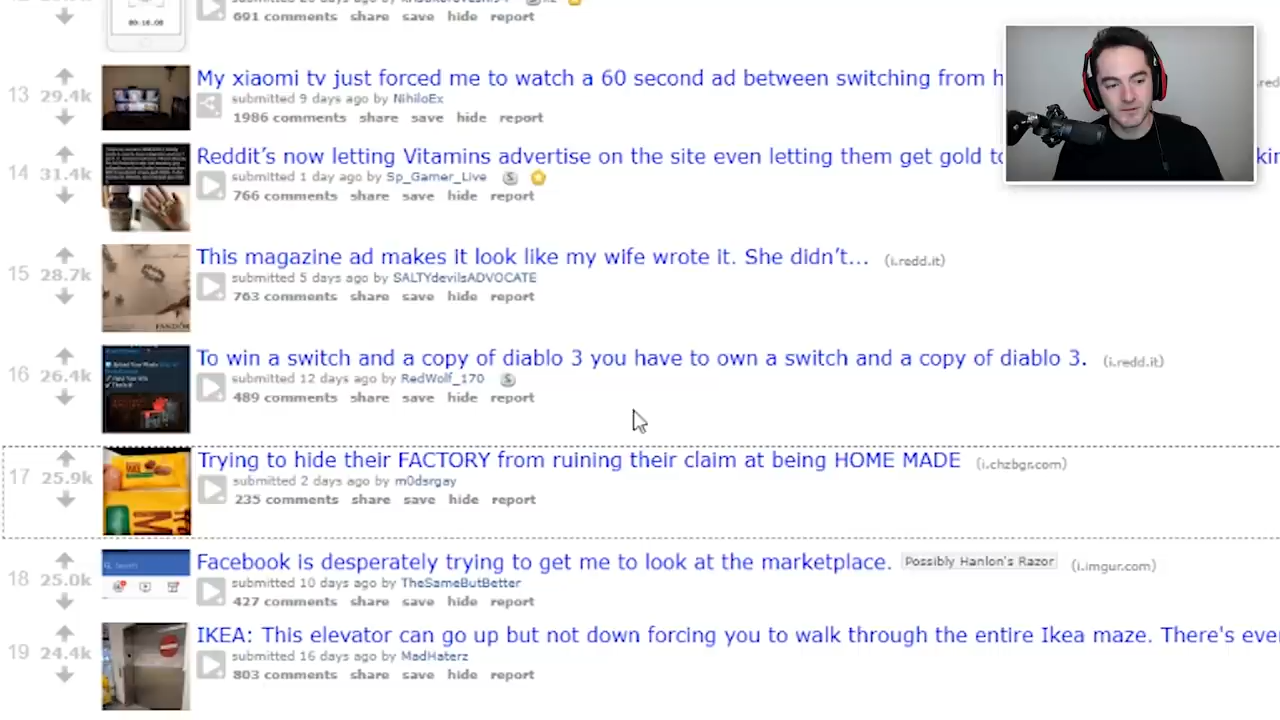 691 comments share save hide report
13 29.4k My xiaomi tv just forced me to watch a 60 second ad between switching from h
submitted 9 days ago by NihiloEx
1986 comments share save hide report
14 31.4k Reddit's now letting Vitamins advertise on the site even letting them get gold to
submitted 1 day ago by Sp_Gamer_Live
766 comments share save hide report
15 28.7k This magazine ad makes it look like my wife wrote it. She didn't... (i.redd.it)
submitted 5 days ago by SALTYdevilsADVOCATE
763 comments share save hide report
16 26.4k To win a switch and a copy of diablo 3 you have to own a switch and a copy of diablo 3. (i.redd.it)
submitted 12 days ago by RedWolf_170
489 comments share save hide report
17 25.9k Trying to hide their FACTORY from ruining their claim at being HOME MADE (i.chzbgr.com)
submitted 2 days ago by m0dsrgay
235 comments share save hide report
18 25.0k Facebook is desperately trying to get me to look at the marketplace. Possibly Hanlon's Razor (i.imgur.com)
submitted 10 days ago by TheSameButBetter
427 comments share save hide report
19 24.4k IKEA: This elevator can go up but not down forcing you to walk through the entire Ikea maze. There's eve
submitted 16 days ago by MadHaterz
803 comments share save hide report